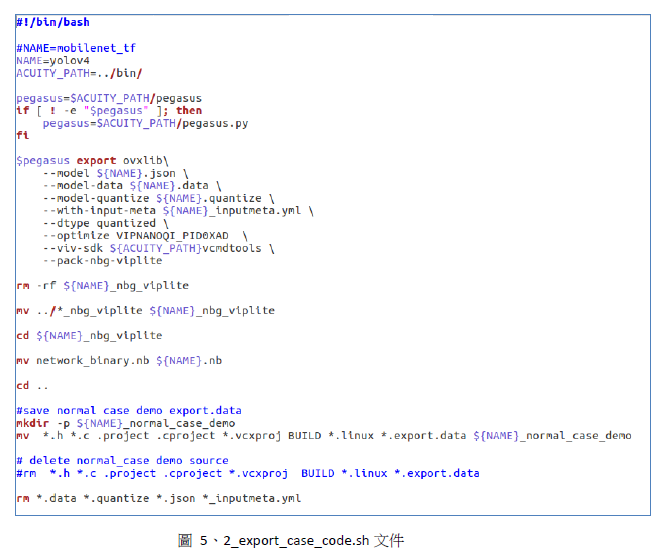 #!/bin/bash
#NAME=mobilenet_tf
NAME=yolov4
ACUITY_PATH=../bin/
pegasus=$ACUITY_PATH/pegasus
if [ ! -e "$pegasus" ]; then
    pegasus=$ACUITY_PATH/pegasus.py
fi
$pegasus export ovxlib\
    --model ${NAME}.json \
    --model-data ${NAME}.data \
    --model-quantize ${NAME}.quantize \
    --with-input-meta ${NAME}_inputmeta.yml \
    --dtype quantized \
    --optimize VIPNANOQI_PID0XAD  \
    --viv-sdk ${ACUITY_PATH}vcmdtools \
    --pack-nbg-viplite
rm -rf ${NAME}_nbg_viplite
mv ../*_nbg_viplite ${NAME}_nbg_viplite
cd ${NAME}_nbg_viplite
mv network_binary.nb ${NAME}.nb
cd ..
#save normal case demo export.data
mkdir -p ${NAME}_normal_case_demo
mv  *.h *.c .project .cproject *.vcxproj BUILD *.linux *.export.data ${NAME}_normal_case_demo
# delete normal_case demo source
#rm  *.h *.c .project .cproject *.vcxproj  BUILD *.linux *.export.data
rm *.data *.quantize *.json *_inputmeta.yml
圖 5、2_export_case_code.sh 文件